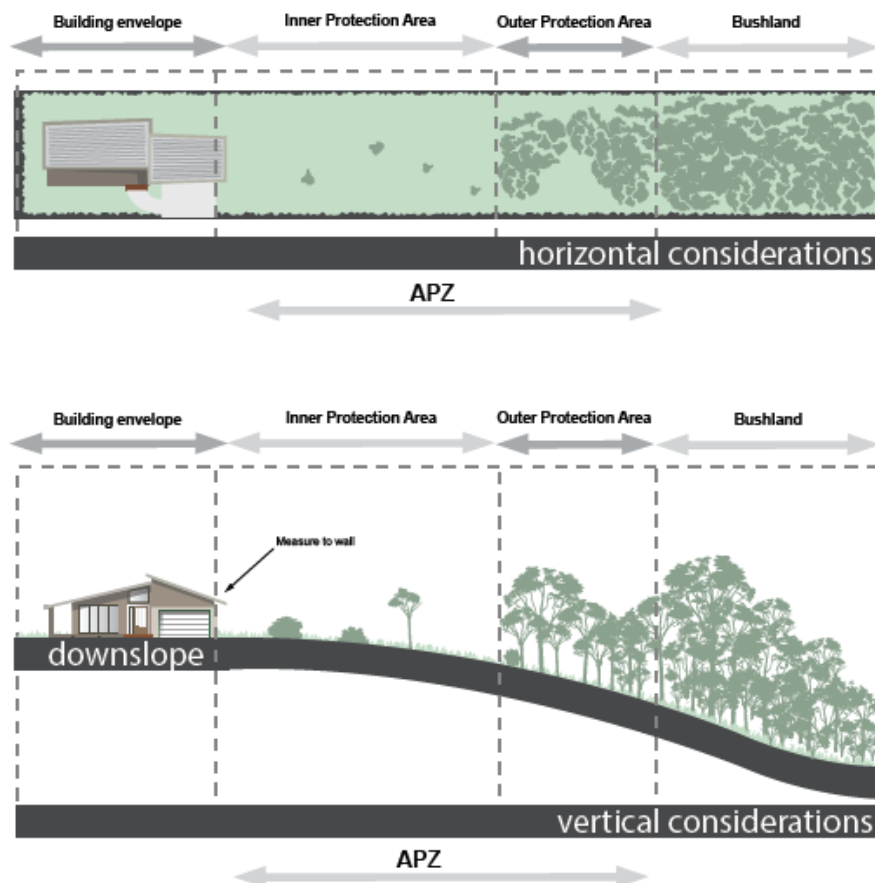 Building envelope
Inner Protection Area
Outer Protection Area
Bushland
horizontal considerations
APZ
Building envelope
Inner Protection Area
Outer Protection Area
Bushland
Measure to wall
downslope
vertical considerations
APZ